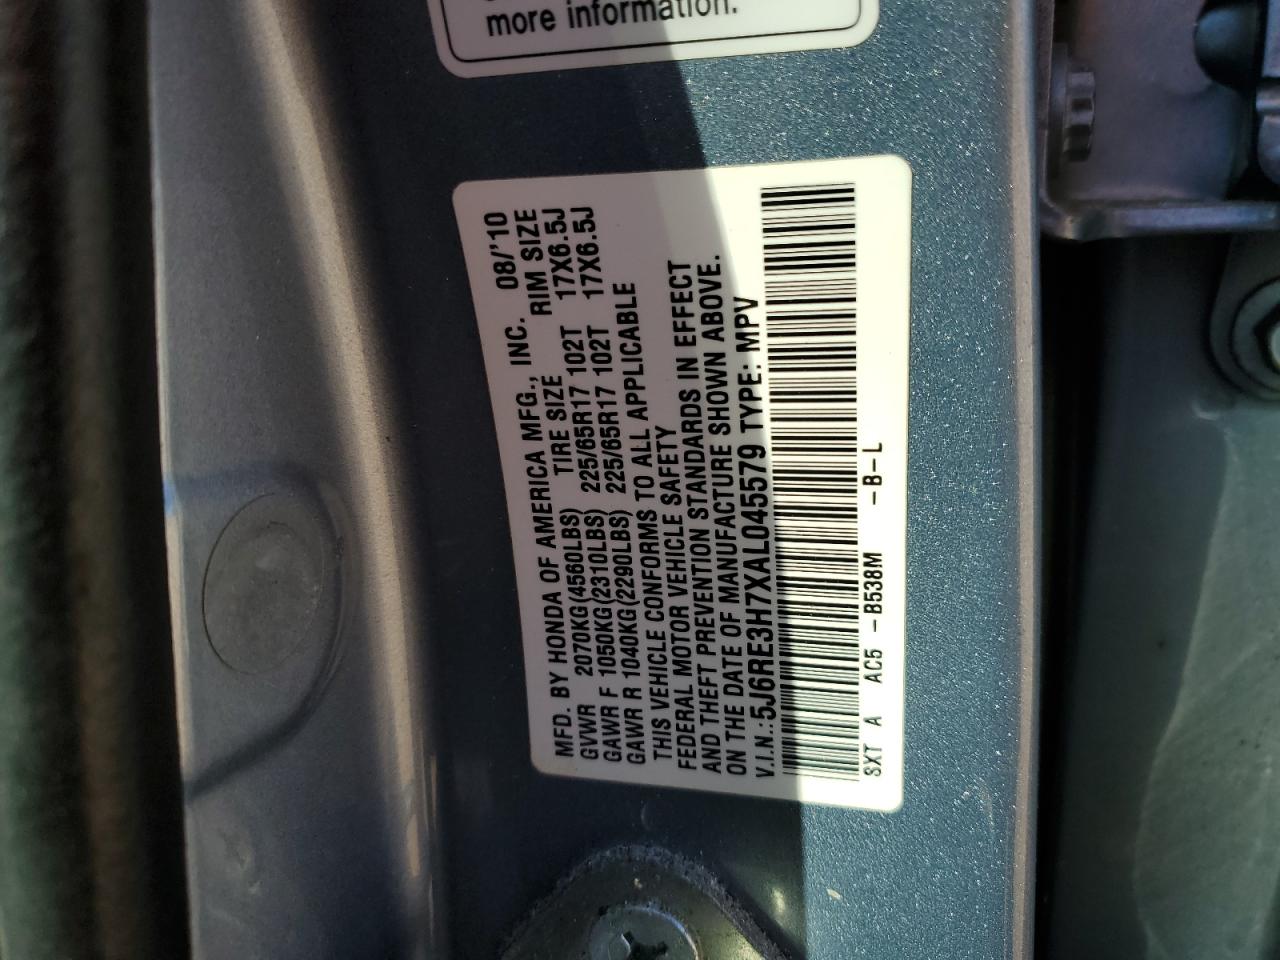 more information.
MFD. BY HONDA OF AMERICA MFG., INC. 08/'10
GVWR 2070KG(4560LBS) TIRE SIZE RIM SIZE
GAWR F 1050KG(2310LBS) 225/65R17 102T 17X6.5J
GAWR R 1040KG(2290LBS) 225/65R17 102T 17X6.5J
THIS VEHICLE CONFORMS TO ALL APPLICABLE
FEDERAL MOTOR VEHICLE SAFETY
AND THEFT PREVENTION STANDARDS IN EFFECT
ON THE DATE OF MANUFACTURE SHOWN ABOVE.
V.I.N.: 5J6RE3H7XAL045579 TYPE: MPV
SXT A AC5 -B538M -B-L